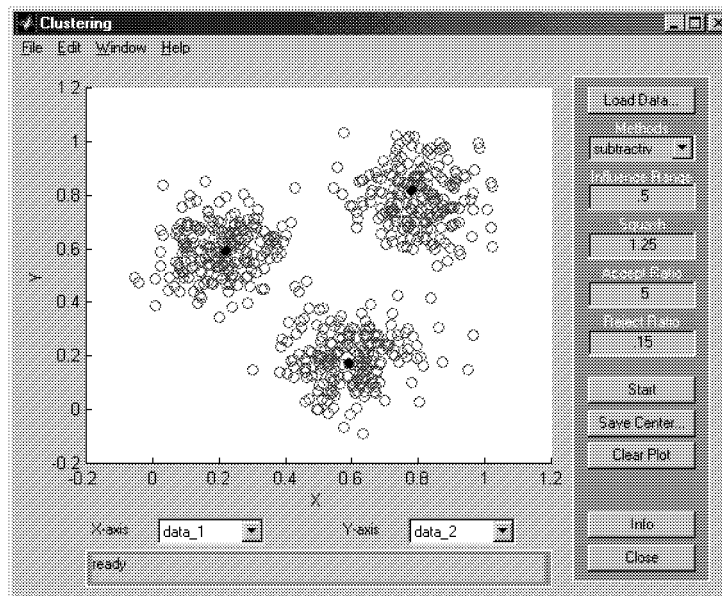 Clustering
File Edit Window Help
1.2
1
0.8
0.6
0.4
0.2
0
-0.2
Y
-0.2 0 0.2 0.4 0.6 0.8 1 1.2
X
X-axis data_1 Y-axis data_2
ready
Load Data...
Methods
subtractiv
Influence Range
.5
Squash
1.25
Accept Ratio
.5
Reject Ratio
.15
Start
Save Center...
Clear Plot
Info
Close